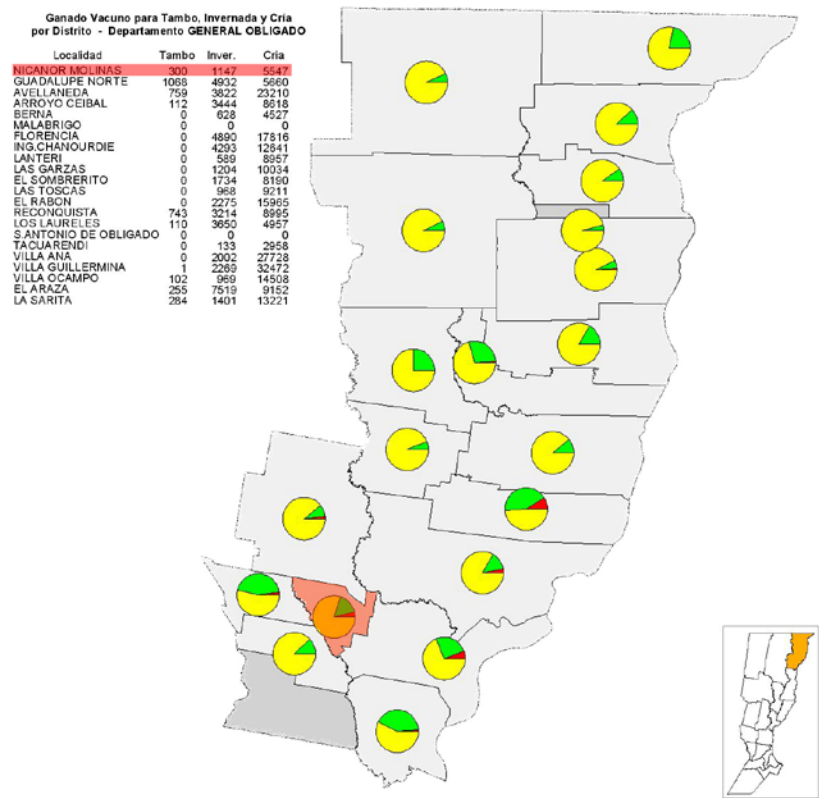 Ganado Vacuno para Tambo, Invernada y Cría
por Distrito - Departamento GENERAL OBLIGADO
Localidad Tambo Inver. Cria
NICANOR MOLINAS 300 1147 5547
GUADALUPE NORTE 1068 4932 5660
AVELLANEDA 759 3822 23210
ARROYO CEIBAL 112 3444 8618
BERNA 0 628 4527
MALABRIGO 0 0 0
FLORENCIA 0 4890 17816
ING.CHANOURDIE 0 4293 12641
LANTERI 0 589 8957
LAS GARZAS 0 1204 10034
EL SOMBRERITO 0 1734 8190
LAS TOSCAS 0 968 9211
EL RABON 0 2275 15965
RECONQUISTA 743 3214 8995
LOS LAURELES 110 3650 4957
S.ANTONIO DE OBLIGADO 0 0 0
TACUARENDI 0 133 2958
VILLA ANA 0 2002 27728
VILLA GUILLERMINA 1 2269 32472
VILLA OCAMPO 102 969 14508
EL ARAZA 255 7519 9152
LA SARITA 284 1401 13221